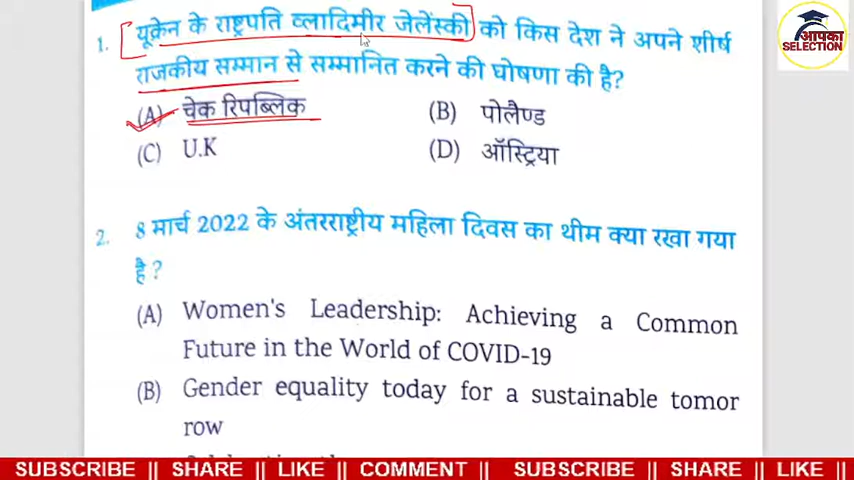 आपका
SELECTION
1. यूक्रेन के राष्ट्रपति व्लादिमीर जेलेंस्की को किस देश ने अपने शीर्ष
राजकीय सम्मान से सम्मानित करने की घोषणा की है?
(A) चेक रिपब्लिक (B) पोलैण्ड
(C) U.K (D) ऑस्ट्रिया
2. 8 मार्च 2022 के अंतरराष्ट्रीय महिला दिवस का थीम क्या रखा गया
है ?
(A) Women's Leadership: Achieving a Common
Future in the World of COVID-19
(B) Gender equality today for a sustainable tomor
row
SUBSCRIBE || SHARE || LIKE || COMMENT || SUBSCRIBE || SHARE || LIKE ||